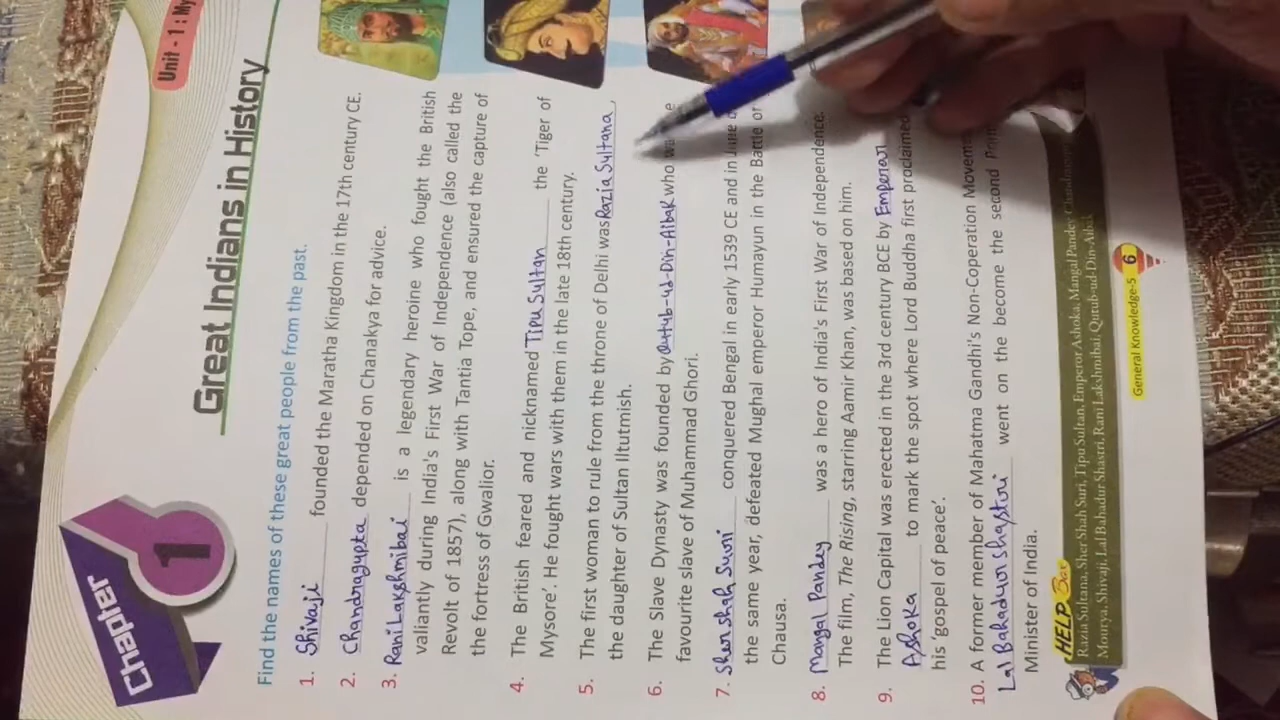 Unit - 1 : My
Chapter
1
Great Indians in History
Find the names of these great people from the past.
1. Shivaji founded the Maratha Kingdom in the 17th century CE.
2. Chandragupta depended on Chanakya for advice.
3. Rani Lakshmibai is a legendary heroine who fought the British
valiantly during India's First War of Independence (also called the
Revolt of 1857), along with Tantia Tope, and ensured the capture of
the fortress of Gwalior.
4. The British feared and nicknamed Tipu Sultan the 'Tiger of
Mysore'. He fought wars with them in the late 18th century.
5. The first woman to rule from the throne of Delhi was Razia Sultana,
the daughter of Sultan Iltutmish.
6. The Slave Dynasty was founded by Qutub-ud-Din-Aibak who
favourite slave of Muhammad Ghori.
7. Sher shah Suri conquered Bengal in early 1539 CE and in June
the same year, defeated Mughal emperor Humayun in the Battle of
Chausa.
8. Mangal Pandey was a hero of India's First War of Independence.
The film, The Rising, starring Aamir Khan, was based on him.
9. The Lion Capital was erected in the 3rd century BCE by Emperor
Ashoka to mark the spot where Lord Buddha first proclaimed
his 'gospel of peace'.
10. A former member of Mahatma Gandhi's Non-Coperation
Lal Bahadur shastri went on the become the second
Minister of India.
HELP Box
Razia Sultana, Sher Shah Suri, Tipu Sultan, Emperor Ashoka, Mangal Pandey,
Mourya, Shivaji, Lal Bahadur Shastri, Rani Lakshmibai, Qutub-ud-Din-Aibak
General Knowledge-5 6